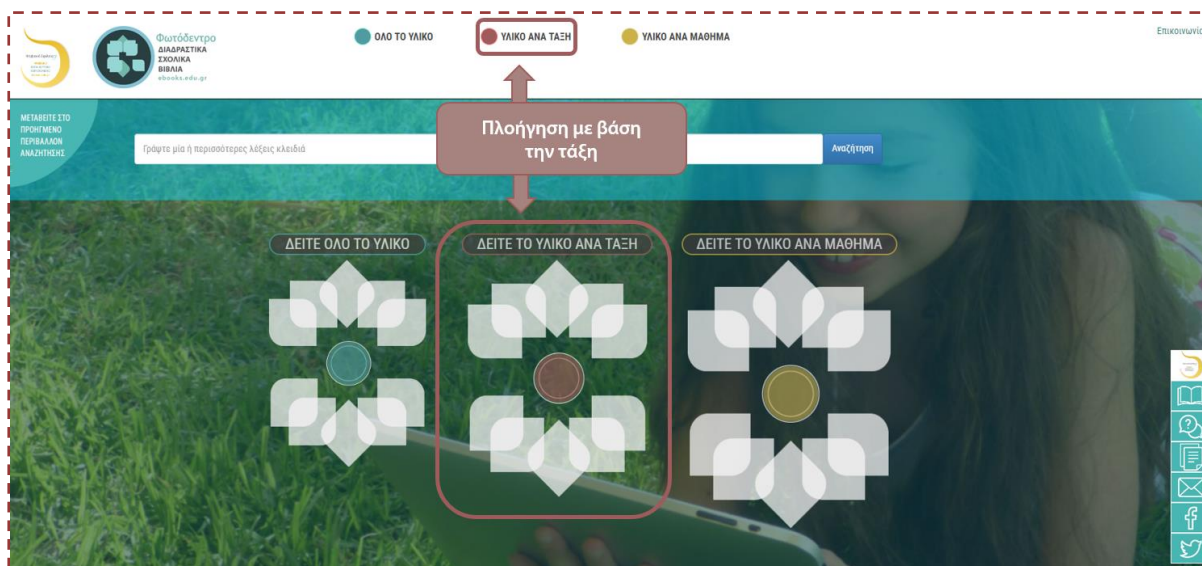 Φωτόδεντρο
ΔΙΑΔΡΑΣΤΙΚΑ
ΣΧΟΛΙΚΑ
ΒΙΒΛΙΑ
ebooks.edu.gr
ΟΛΟ ΤΟ ΥΛΙΚΟ
ΥΛΙΚΟ ΑΝΑ ΤΑΞΗ
ΥΛΙΚΟ ΑΝΑ ΜΑΘΗΜΑ
Επικοινωνία
ΜΕΤΑΒΕΙΤΕ ΣΤΟ
ΠΡΟΗΓΜΕΝΟ
ΠΕΡΙΒΑΛΛΟΝ
ΑΝΑΖΗΤΗΣΗΣ
Γράψτε μία ή περισσότερες λέξεις κλειδιά
Πλοήγηση με βάση
την τάξη
Αναζήτηση
ΔΕΙΤΕ ΟΛΟ ΤΟ ΥΛΙΚΟ
ΔΕΙΤΕ ΤΟ ΥΛΙΚΟ ΑΝΑ ΤΑΞΗ
ΔΕΙΤΕ ΤΟ ΥΛΙΚΟ ΑΝΑ ΜΑΘΗΜΑ